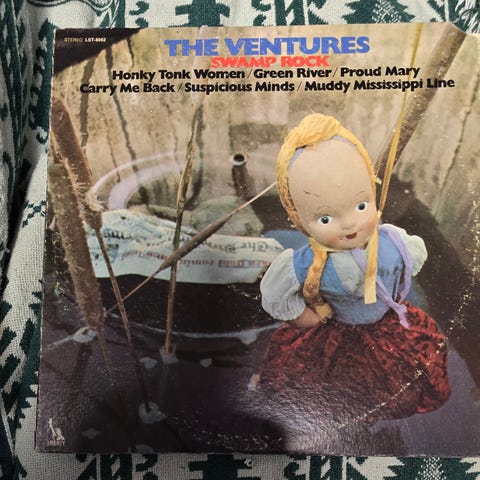 STEREO LST-8062
THE VENTURES
SWAMP ROCK
Honky Tonk Women / Green River / Proud Mary
Carry Me Back / Suspicious Minds / Muddy Mississippi Line
LIBERTY